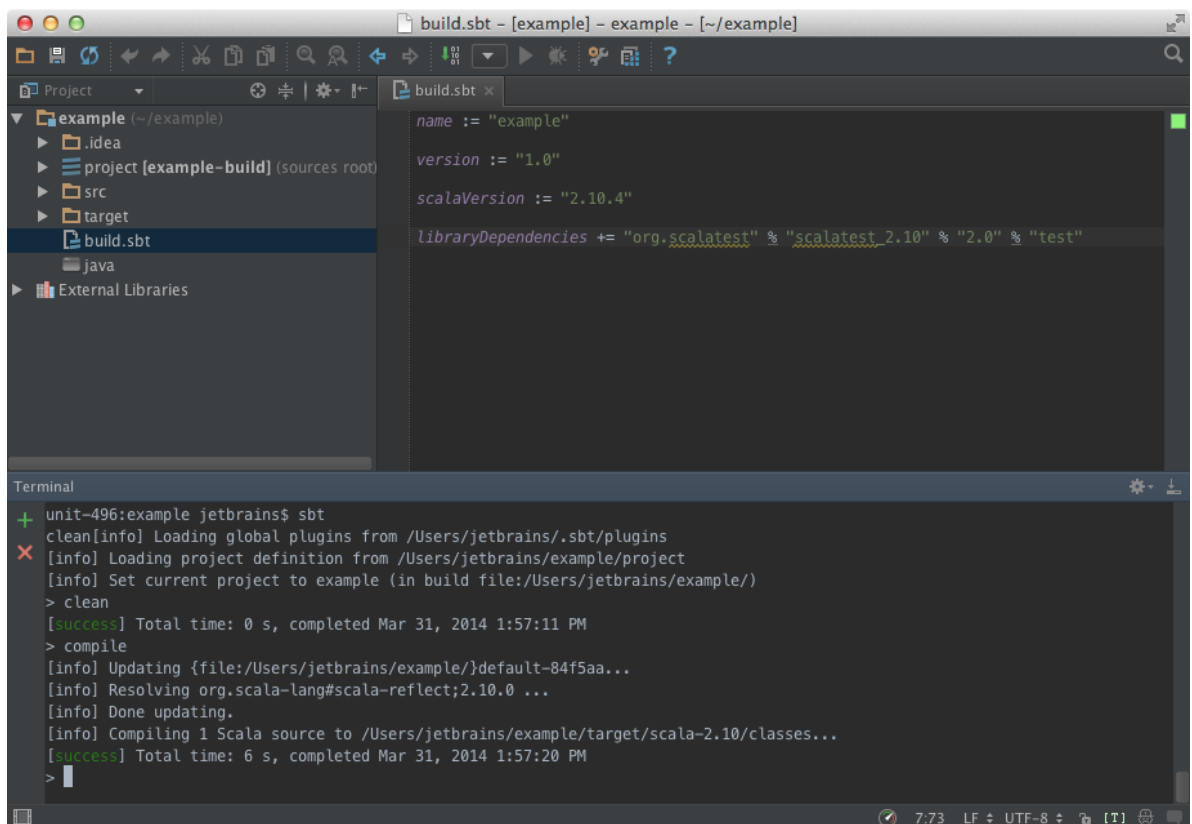 build.sbt – [example] – example – [~/example]
Project
build.sbt
example (~/example)
.idea
project [example-build] (sources root)
src
target
build.sbt
java
External Libraries
name := "example"
version := "1.0"
scalaVersion := "2.10.4"
libraryDependencies += "org.scalatest" % "scalatest_2.10" % "2.0" % "test"
Terminal
unit-496:example jetbrains$ sbt
clean[info] Loading global plugins from /Users/jetbrains/.sbt/plugins
[info] Loading project definition from /Users/jetbrains/example/project
[info] Set current project to example (in build file:/Users/jetbrains/example/)
> clean
[success] Total time: 0 s, completed Mar 31, 2014 1:57:11 PM
> compile
[info] Updating {file:/Users/jetbrains/example/}default-84f5aa...
[info] Resolving org.scala-lang#scala-reflect;2.10.0 ...
[info] Done updating.
[info] Compiling 1 Scala source to /Users/jetbrains/example/target/scala-2.10/classes...
[success] Total time: 6 s, completed Mar 31, 2014 1:57:20 PM
>
7:73 LF UTF-8 [T]